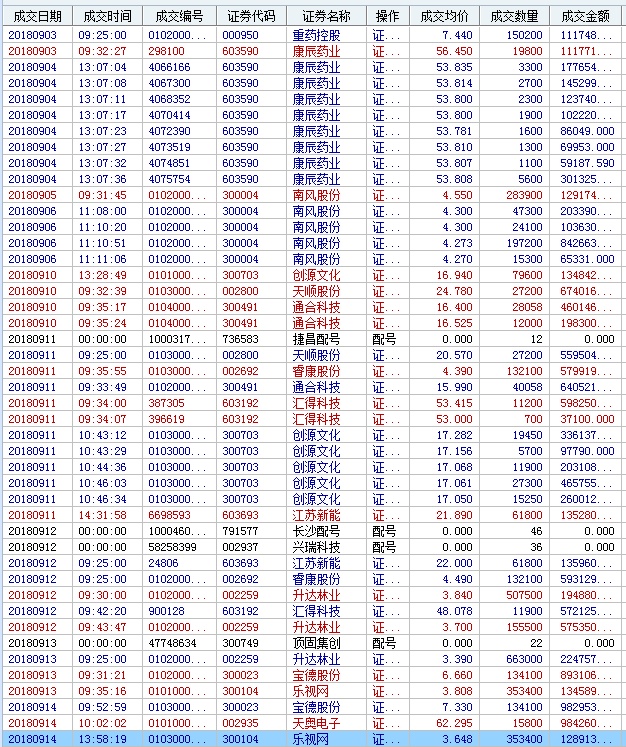 成交日期 成交时间 成交编号 证券代码 证券名称 操作 成交均价 成交数量 成交金额
20180903 09:25:00 0102000... 000950 重药控股 证... 7.440 150200 111748...
20180903 09:32:27 298100 603590 康辰药业 证... 56.450 19800 111771...
20180904 13:07:04 4066166 603590 康辰药业 证... 53.835 3300 177654...
20180904 13:07:08 4067300 603590 康辰药业 证... 53.814 2700 145299...
20180904 13:07:11 4068352 603590 康辰药业 证... 53.800 2300 123740...
20180904 13:07:17 4070414 603590 康辰药业 证... 53.800 1900 102220...
20180904 13:07:23 4072390 603590 康辰药业 证... 53.781 1600 86049.000
20180904 13:07:27 4073519 603590 康辰药业 证... 53.810 1300 69953.000
20180904 13:07:32 4074851 603590 康辰药业 证... 53.807 1100 59187.590
20180904 13:07:36 4075754 603590 康辰药业 证... 53.808 5600 301325...
20180905 09:31:45 0102000... 300004 南风股份 证... 4.550 283900 129174...
20180906 11:08:00 0102000... 300004 南风股份 证... 4.300 47300 203390...
20180906 11:10:20 0102000... 300004 南风股份 证... 4.300 24100 103630...
20180906 11:10:51 0102000... 300004 南风股份 证... 4.273 197200 842663...
20180906 11:11:06 0102000... 300004 南风股份 证... 4.270 15300 65331.000
20180910 13:28:49 0101000... 300703 创源文化 证... 16.940 79600 134842...
20180910 09:32:39 0103000... 002800 天顺股份 证... 24.780 27200 674016...
20180910 09:35:17 0104000... 300491 通合科技 证... 16.400 28058 460146...
20180910 09:35:24 0104000... 300491 通合科技 证... 16.525 12000 198300...
20180911 00:00:00 1000317... 736583 捷昌配号 配号 0.000 12 0.000
20180911 09:25:00 0103000... 002800 天顺股份 证... 20.570 27200 559504...
20180911 09:35:55 0103000... 002692 睿康股份 证... 4.390 132100 579919...
20180911 09:33:49 0102000... 300491 通合科技 证... 15.990 40058 640521...
20180911 09:34:00 387305 603192 汇得科技 证... 53.415 11200 598250...
20180911 09:34:07 396619 603192 汇得科技 证... 53.000 700 37100.000
20180911 10:43:12 0103000... 300703 创源文化 证... 17.282 19450 336137...
20180911 10:43:29 0103000... 300703 创源文化 证... 17.156 5700 97790.000
20180911 10:44:36 0103000... 300703 创源文化 证... 17.068 11900 203108...
20180911 10:46:03 0103000... 300703 创源文化 证... 17.061 27300 465755...
20180911 10:46:34 0103000... 300703 创源文化 证... 17.050 15250 260012...
20180911 14:31:58 6698593 603693 江苏新能 证... 21.890 61800 135280...
20180912 00:00:00 1000460... 791577 长沙配号 配号 0.000 46 0.000
20180912 00:00:00 58258399 002937 兴瑞科技 配号 0.000 36 0.000
20180912 09:25:00 24806 603693 江苏新能 证... 22.000 61800 135960...
20180912 09:25:00 0102000... 002692 睿康股份 证... 4.490 132100 593129...
20180912 09:30:00 0102000... 002259 升达林业 证... 3.840 507500 194880...
20180912 09:42:20 900128 603192 汇得科技 证... 48.078 11900 572125...
20180912 09:43:47 0102000... 002259 升达林业 证... 3.700 155500 575350...
20180913 00:00:00 47748634 300749 顶固集创 配号 0.000 22 0.000
20180913 09:25:00 0102000... 002259 升达林业 证... 3.390 663000 224757...
20180913 09:31:21 0102000... 300023 宝德股份 证... 6.660 134100 893106...
20180913 09:35:16 0101000... 300104 乐视网 证... 3.808 353400 134589...
20180914 09:52:59 0103000... 300023 宝德股份 证... 7.330 134100 982953...
20180914 10:02:02 0101000... 002935 天奥电子 证... 62.295 15800 984260...
20180914 13:58:19 0103000... 300104 乐视网 证... 3.648 353400 128913...